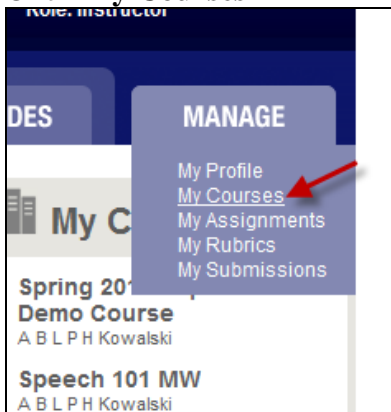 Role: Instructor
DES
MANAGE
My Profile
My Courses
My Assignments
My Rubrics
My Submissions
My C
Spring 20
Demo Course
A B L P H Kowalski
Speech 101 MW
A B L P H Kowalski